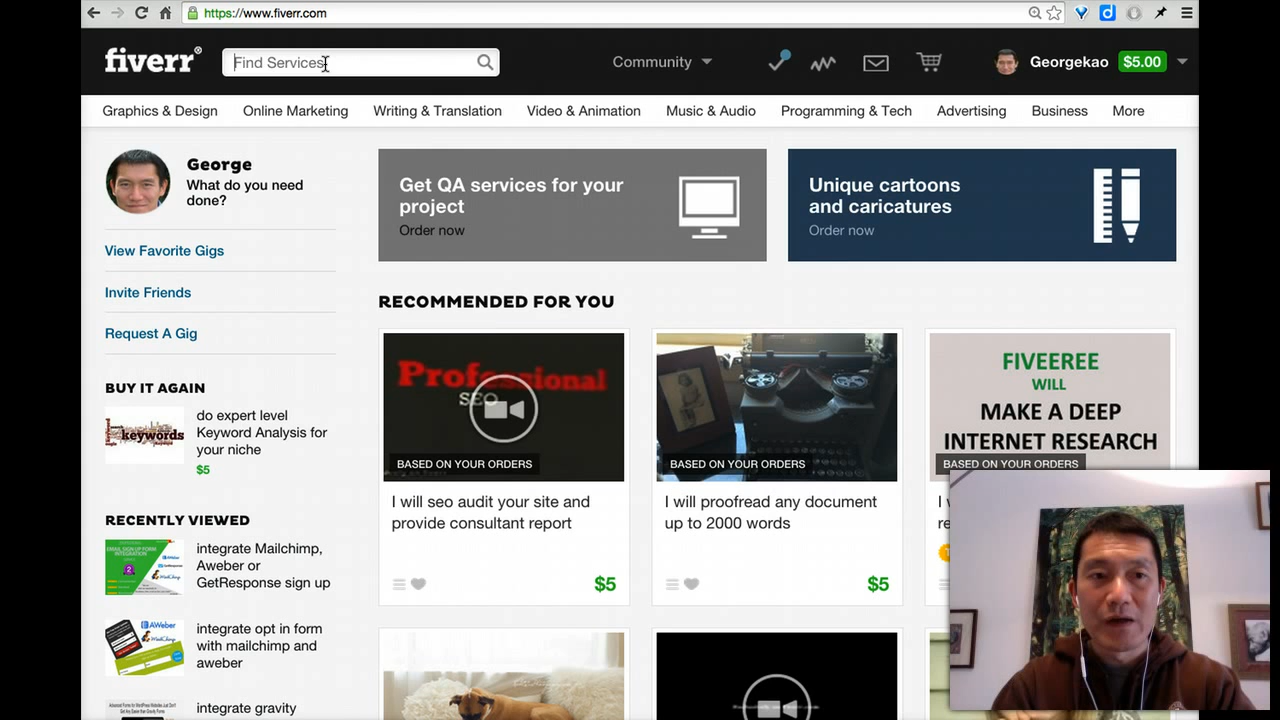 https://www.fiverr.com
fiverr®
Find Services
Community
Georgekao
$5.00
Graphics & Design
Online Marketing
Writing & Translation
Video & Animation
Music & Audio
Programming & Tech
Advertising
Business
More
George
What do you need
done?
View Favorite Gigs
Invite Friends
Request A Gig
BUY IT AGAIN
keywords
do expert level
Keyword Analysis for
your niche
$5
RECENTLY VIEWED
integrate Mailchimp,
Aweber or
GetResponse sign up
AWeber
integrate opt in form
with mailchimp and
aweber
integrate gravity
Get QA services for your
project
Order now
Unique cartoons
and caricatures
Order now
RECOMMENDED FOR YOU
Professional
SEO
BASED ON YOUR ORDERS
I will seo audit your site and
provide consultant report
$5
BASED ON YOUR ORDERS
I will proofread any document
up to 2000 words
$5
FIVEEREE
WILL
MAKE A DEEP
INTERNET RESEARCH
BASED ON YOUR ORDERS